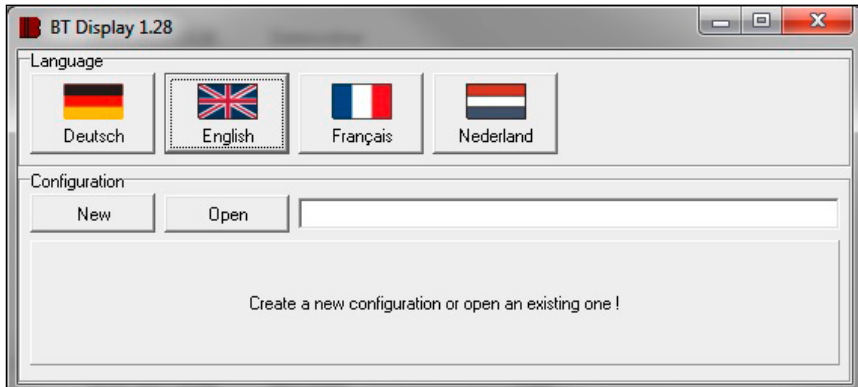 BT Display 1.28
Language
Deutsch
English
Français
Nederland
Configuration
New
Open
Create a new configuration or open an existing one !